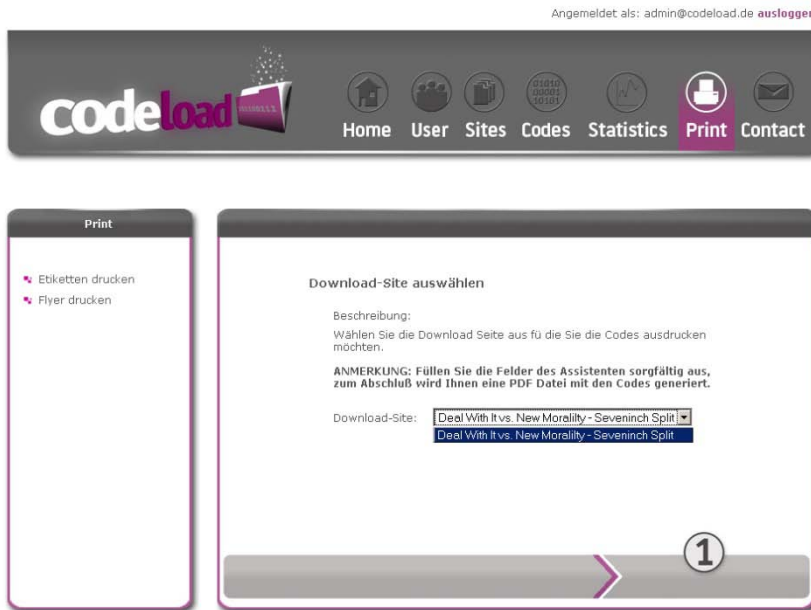 Angemeldet als: admin@codeload.de ausloggen
codeload
Home User Sites Codes Statistics Print Contact
Print
Etiketten drucken
Flyer drucken
Download-Site auswählen
Beschreibung:
Wählen Sie die Download Seite aus fü die Sie die Codes ausdrucken
möchten.
ANMERKUNG: Füllen Sie die Felder des Assistenten sorgfältig aus,
zum Abschluß wird Ihnen eine PDF Datei mit den Codes generiert.
Download-Site: Deal With It vs. New Moralilty - Seveninch Split
Deal With It vs. New Moralilty - Seveninch Split
1